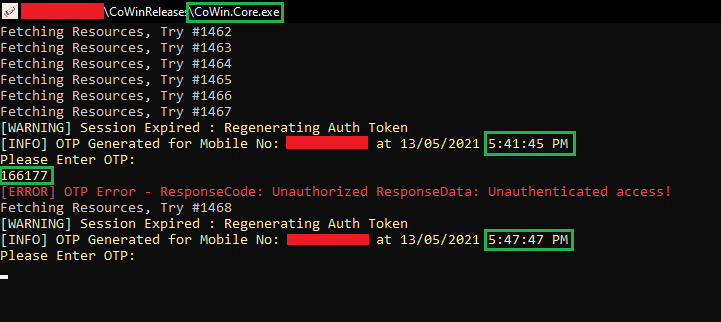 \CoWinReleases\CoWin.Core.exe
Fetching Resources, Try #1462
Fetching Resources, Try #1463
Fetching Resources, Try #1464
Fetching Resources, Try #1465
Fetching Resources, Try #1466
Fetching Resources, Try #1467
[WARNING] Session Expired : Regenerating Auth Token
[INFO] OTP Generated for Mobile No: at 13/05/2021 5:41:45 PM
Please Enter OTP:
166177
[ERROR] OTP Error - ResponseCode: Unauthorized ResponseData: Unauthenticated access!
Fetching Resources, Try #1468
[WARNING] Session Expired : Regenerating Auth Token
[INFO] OTP Generated for Mobile No: at 13/05/2021 5:47:47 PM
Please Enter OTP: